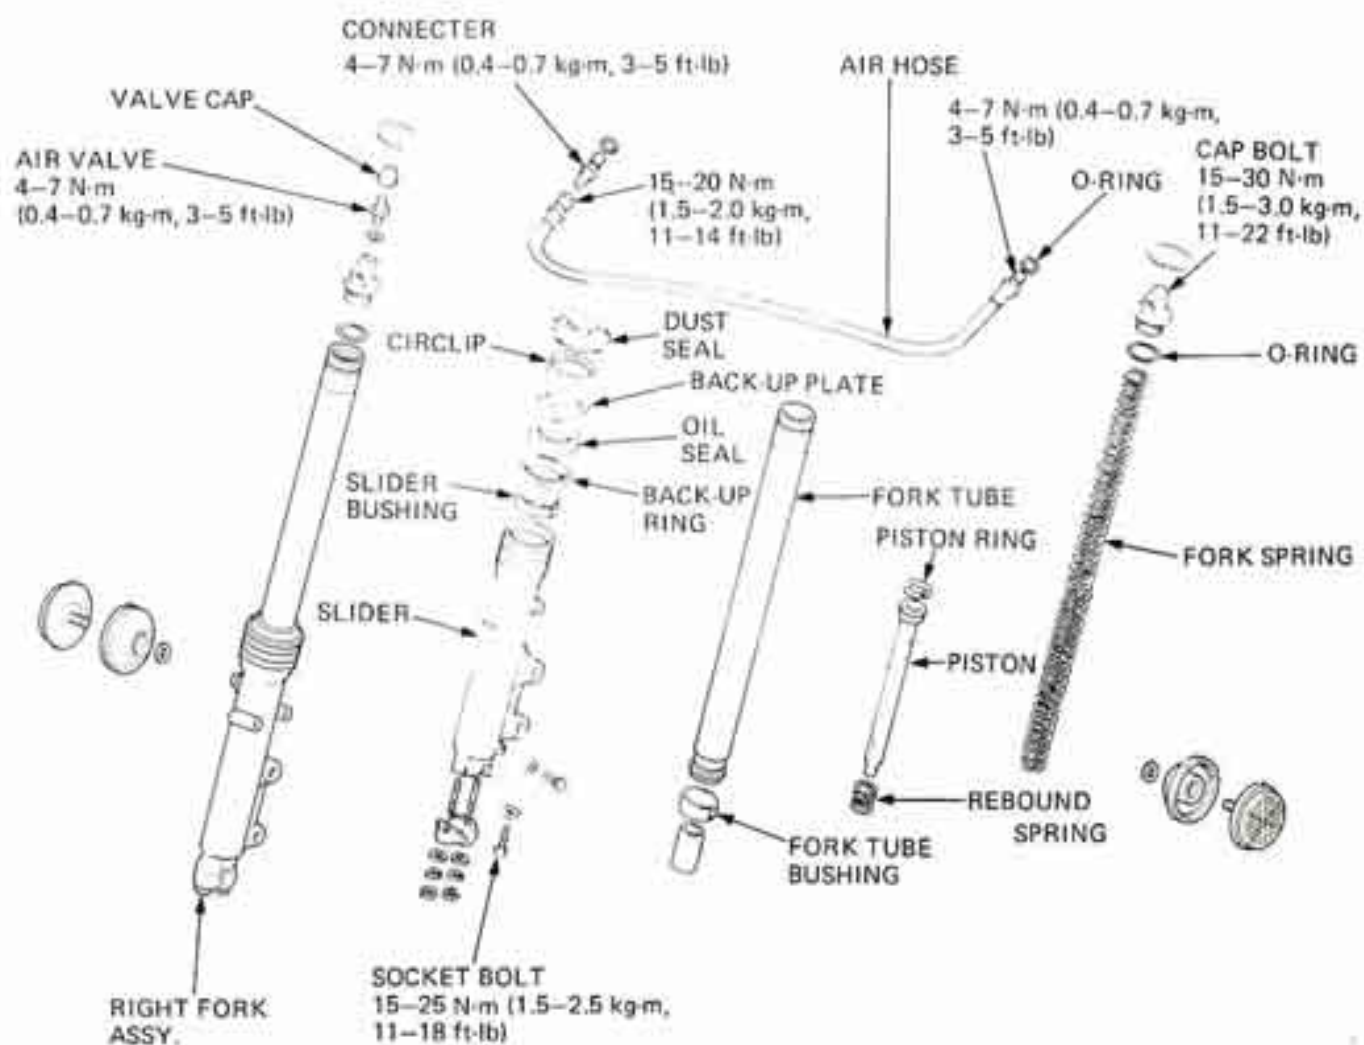 CONNECTER
4–7 N·m (0.4–0.7 kg-m, 3–5 ft-lb)
AIR HOSE
VALVE CAP
4–7 N·m (0.4–0.7 kg-m,
3–5 ft-lb)
AIR VALVE
4–7 N·m
(0.4–0.7 kg-m, 3–5 ft-lb)
CAP BOLT
15–30 N·m
(1.5–3.0 kg-m,
11–22 ft-lb)
15–20 N·m
(1.5–2.0 kg-m,
11–14 ft-lb)
O-RING
DUST
SEAL
CIRCLIP
O-RING
BACK-UP PLATE
OIL
SEAL
SLIDER
BUSHING
BACK-UP
RING
FORK TUBE
PISTON RING
FORK SPRING
SLIDER
PISTON
REBOUND
SPRING
FORK TUBE
BUSHING
SOCKET BOLT
15–25 N·m (1.5–2.5 kg-m,
11–18 ft-lb)
RIGHT FORK
ASSY.